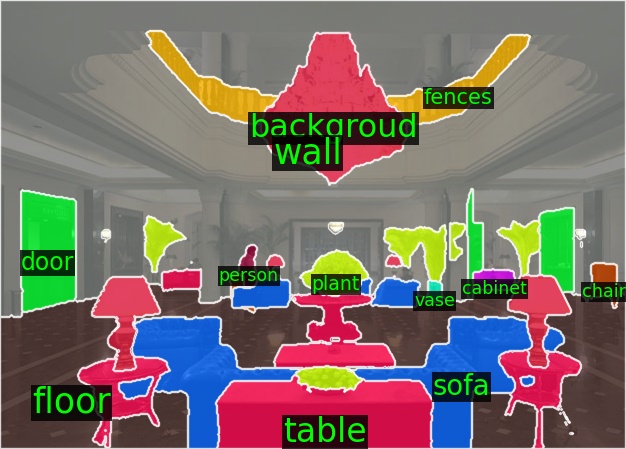 fences
backgroud
wall
door
person
plant
vase
cabinet
chair
floor
sofa
table